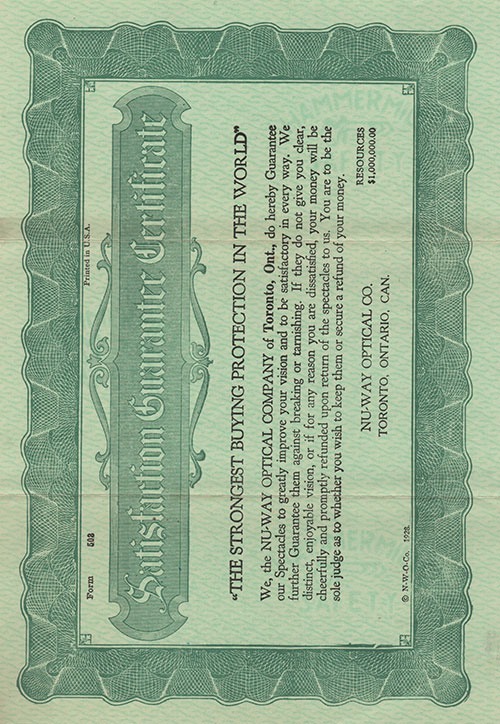 Form 502
Printed in U.S.A.
Satisfaction Guarantee Certificate
"THE STRONGEST BUYING PROTECTION IN THE WORLD"
We, the NU-WAY OPTICAL COMPANY of Toronto, Ont., do hereby Guarantee
our Spectacles to greatly improve your vision and to be satisfactory in every way. We
further Guarantee them against breaking or tarnishing. If they do not give you clear,
distinct, enjoyable vision, or if for any reason you are dissatisfied, your money will be
cheerfully and promptly refunded upon return of the spectacles to us. You are to be the
sole judge as to whether you wish to keep them or secure a refund of your money.
RESOURCES
$1,000,000.00
NU-WAY OPTICAL CO.
TORONTO, ONTARIO, CAN.
© N-W-O-Co. 1928.